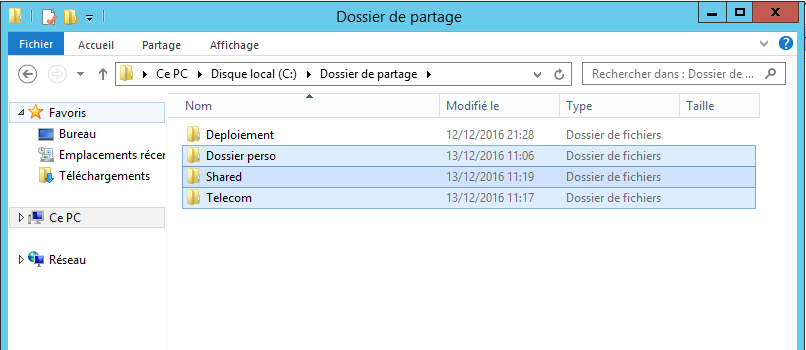 Dossier de partage
Fichier Accueil Partage Affichage
Ce PC Disque local (C:) Dossier de partage Rechercher dans : Dossier de ...
Favoris
Bureau
Emplacements récer
Téléchargements
Ce PC
Réseau
Nom Modifié le Type Taille
Deploiement 12/12/2016 21:28 Dossier de fichiers
Dossier perso 13/12/2016 11:06 Dossier de fichiers
Shared 13/12/2016 11:19 Dossier de fichiers
Telecom 13/12/2016 11:17 Dossier de fichiers